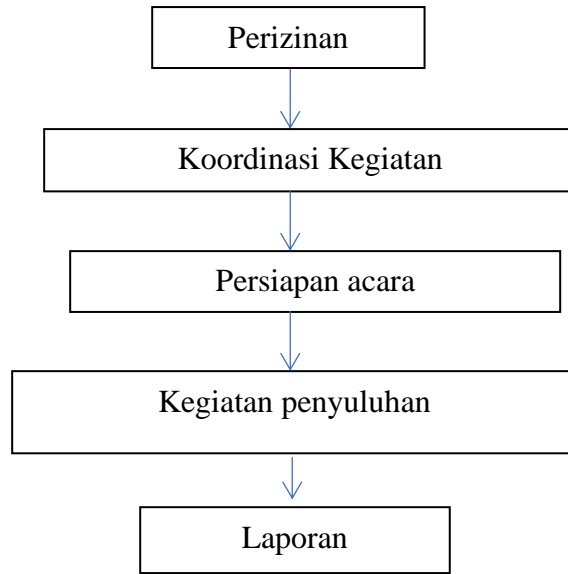 Perizinan
Koordinasi Kegiatan
Persiapan acara
Kegiatan penyuluhan
Laporan